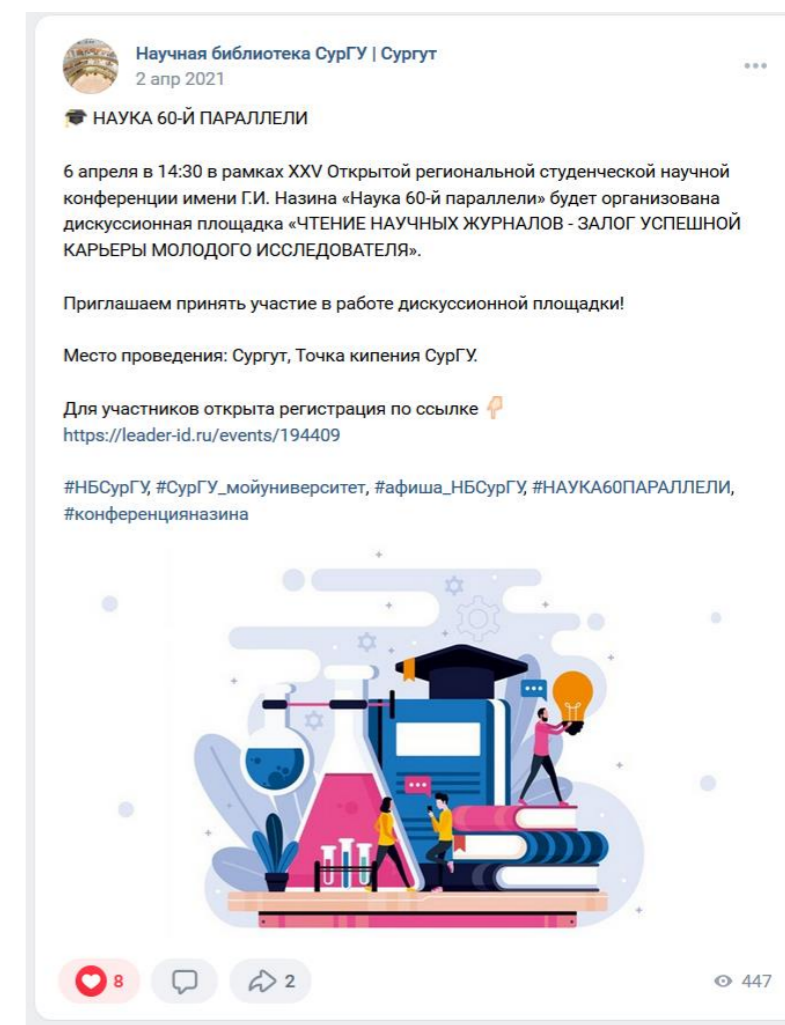 Научная библиотека СурГУ | Сургут
2 апр 2021
НАУКА 60-Й ПАРАЛЛЕЛИ
6 апреля в 14:30 в рамках XXV Открытой региональной студенческой научной
конференции имени Г.И. Назина «Наука 60-й параллели» будет организована
дискуссионная площадка «ЧТЕНИЕ НАУЧНЫХ ЖУРНАЛОВ - ЗАЛОГ УСПЕШНОЙ
КАРЬЕРЫ МОЛОДОГО ИССЛЕДОВАТЕЛЯ».
Приглашаем принять участие в работе дискуссионной площадки!
Место проведения: Сургут, Точка кипения СурГУ.
Для участников открыта регистрация по ссылке
https://leader-id.ru/events/194409
#НБСурГУ, #СурГУ_мойуниверситет, #афиша_НБСурГУ, #НАУКА60ПАРАЛЛЕЛИ,
#конференцияназина
8 2 447